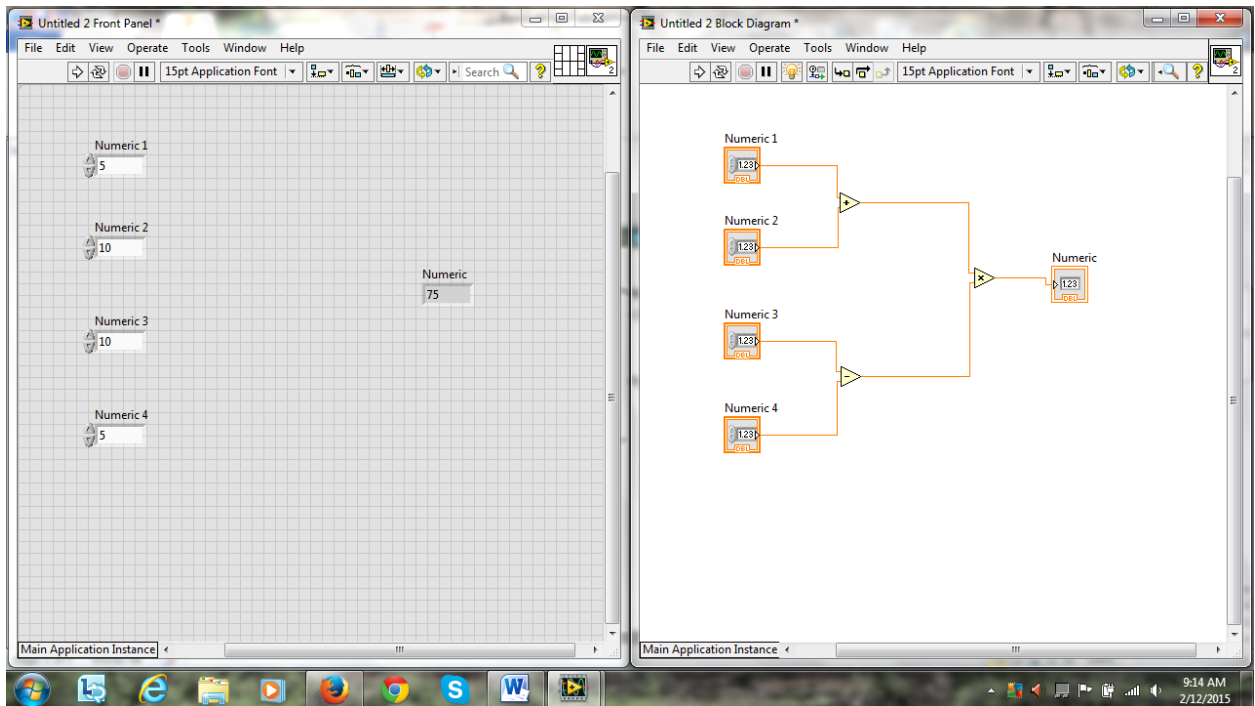 Untitled 2 Front Panel *
File Edit View Operate Tools Window Help
15pt Application Font
Search
2
Numeric 1
5
Numeric 2
10
Numeric
75
Numeric 3
10
Numeric 4
5
Main Application Instance
Untitled 2 Block Diagram *
File Edit View Operate Tools Window Help
15pt Application Font
2
Numeric 1
1.23
DBL
+
Numeric 2
1.23
DBL
Numeric
×
1.23
DBL
Numeric 3
1.23
DBL
-
Numeric 4
1.23
DBL
Main Application Instance
9:14 AM
2/12/2015